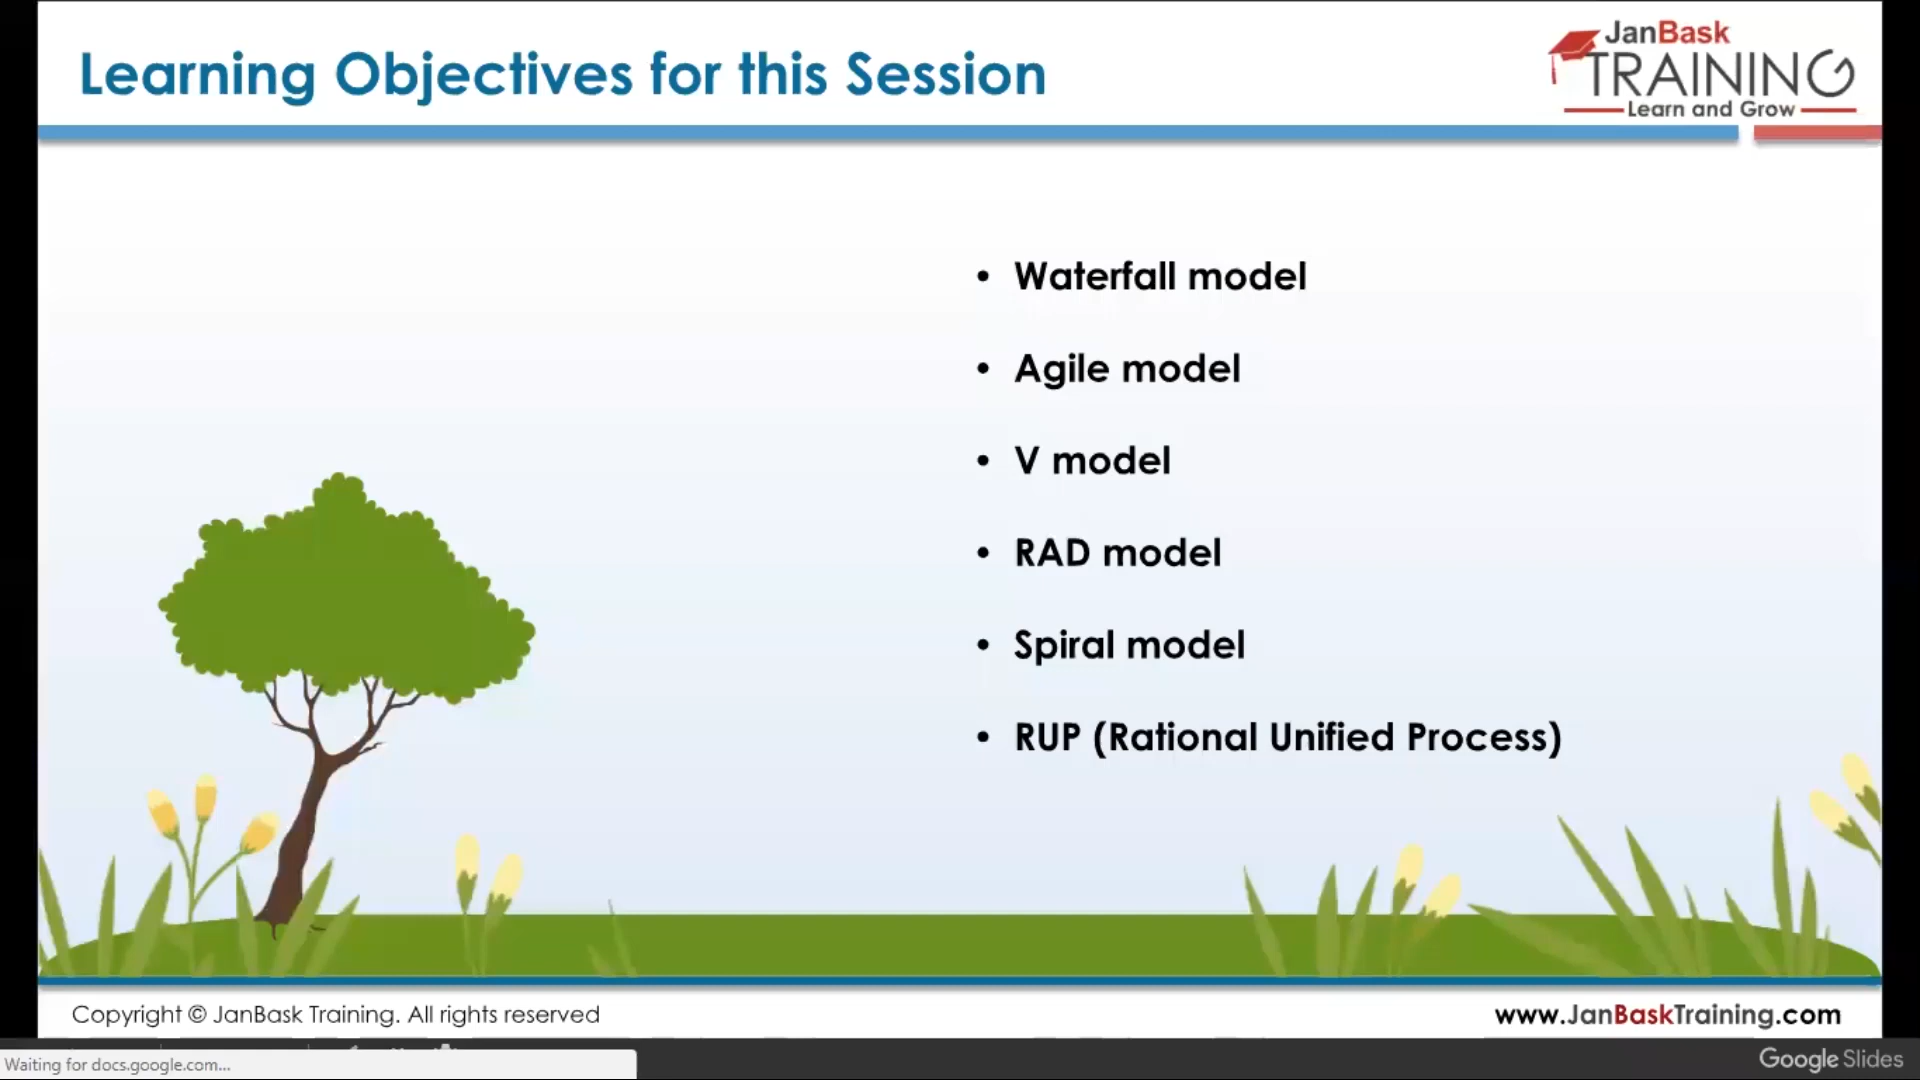 Learning Objectives for this Session
JanBask
TRAINING
Learn and Grow
• Waterfall model
• Agile model
• V model
• RAD model
• Spiral model
• RUP (Rational Unified Process)
Copyright © JanBask Training. All rights reserved
www.JanBaskTraining.com
Waiting for docs.google.com...
Google Slides